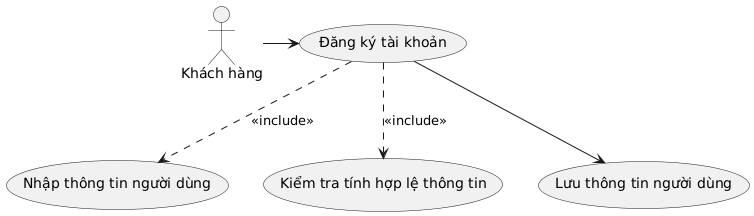 Đăng ký tài khoản
Khách hàng
«include»
«include»
Nhập thông tin người dùng
Kiểm tra tính hợp lệ thông tin
Lưu thông tin người dùng